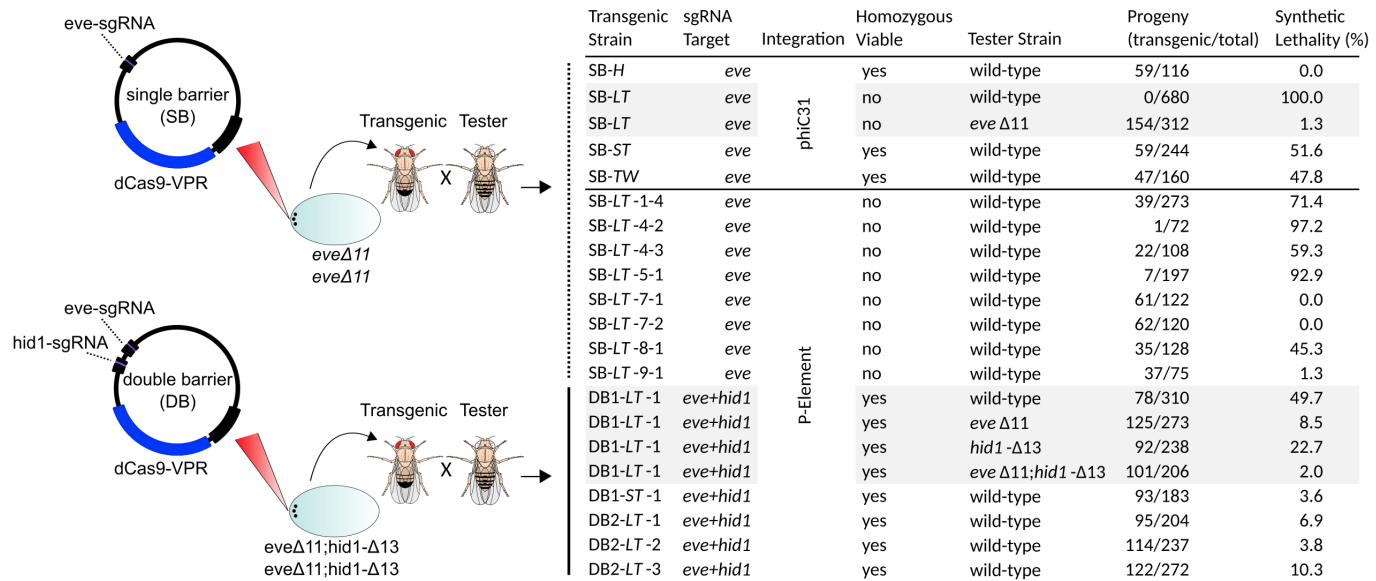 eve-sgRNA
single barrier
(SB)
dCas9-VPR
Transgenic Tester
X
eveΔ11
eveΔ11
eve-sgRNA
hid1-sgRNA
double barrier
(DB)
dCas9-VPR
Transgenic Tester
X
eveΔ11;hid1-Δ13
eveΔ11;hid1-Δ13
Transgenic sgRNA Homozygous Progeny Synthetic
Strain Target Integration Viable Tester Strain (transgenic/total) Lethality (%)
SB-H eve yes wild-type 59/116 0.0
SB-LT eve no wild-type 0/680 100.0
phiC31
SB-LT eve no eve Δ11 154/312 1.3
SB-ST eve yes wild-type 59/244 51.6
SB-TW eve yes wild-type 47/160 47.8
SB-LT-1-4 eve no wild-type 39/273 71.4
SB-LT-4-2 eve no wild-type 1/72 97.2
SB-LT-4-3 eve no wild-type 22/108 59.3
SB-LT-5-1 eve no wild-type 7/197 92.9
SB-LT-7-1 eve no wild-type 61/122 0.0
SB-LT-7-2 eve no wild-type 62/120 0.0
SB-LT-8-1 eve no wild-type 35/128 45.3
SB-LT-9-1 eve no wild-type 37/75 1.3
P-Element
DB1-LT-1 eve+hid1 yes wild-type 78/310 49.7
DB1-LT-1 eve+hid1 yes eve Δ11 125/273 8.5
DB1-LT-1 eve+hid1 yes hid1-Δ13 92/238 22.7
DB1-LT-1 eve+hid1 yes eve Δ11;hid1-Δ13 101/206 2.0
DB1-ST-1 eve+hid1 yes wild-type 93/183 3.6
DB2-LT-1 eve+hid1 yes wild-type 95/204 6.9
DB2-LT-2 eve+hid1 yes wild-type 114/237 3.8
DB2-LT-3 eve+hid1 yes wild-type 122/272 10.3